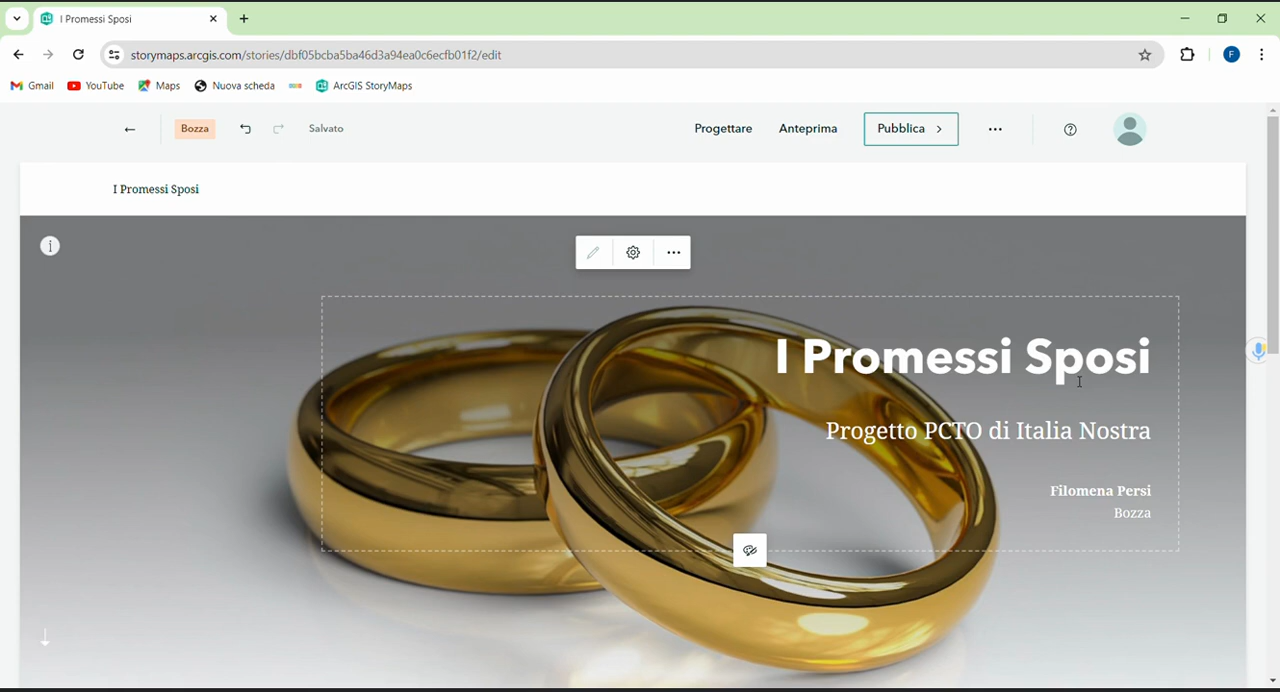 I Promessi Sposi
storymaps.arcgis.com/stories/dbf05bcba5ba46d3a94ea0c6ecfb01f2/edit
F
Gmail YouTube Maps Nuova scheda ArcGIS StoryMaps
Bozza Salvato Progettare Anteprima Pubblica
I Promessi Sposi
I Promessi Sposi
Progetto PCTO di Italia Nostra
Filomena Persi
Bozza